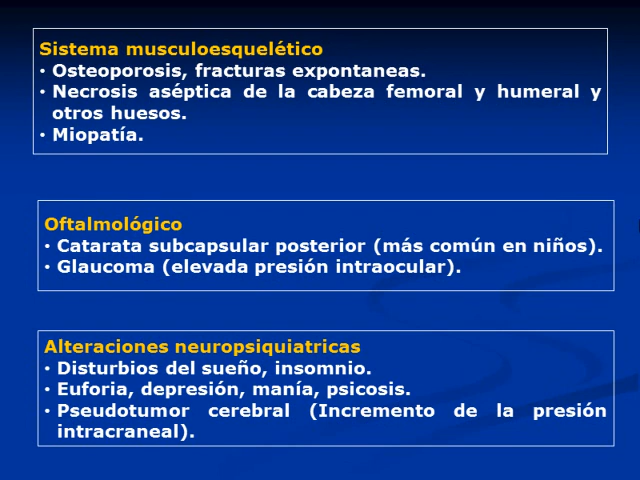 Sistema musculoesquelético
• Osteoporosis, fracturas expontaneas.
• Necrosis aséptica de la cabeza femoral y humeral y
otros huesos.
• Miopatía.
Oftalmológico
• Catarata subcapsular posterior (más común en niños).
• Glaucoma (elevada presión intraocular).
Alteraciones neuropsiquiatricas
• Disturbios del sueño, insomnio.
• Euforia, depresión, manía, psicosis.
• Pseudotumor cerebral (Incremento de la presión
intracraneal).